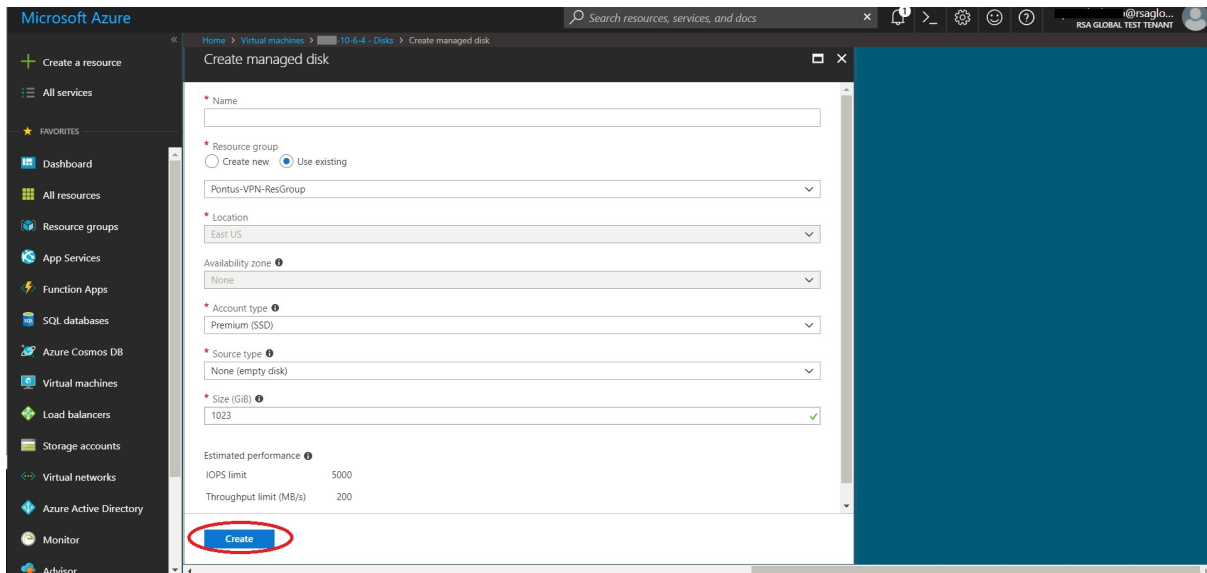 Microsoft Azure
Search resources, services, and docs
1
@rsaglo...
RSA GLOBAL TEST TENANT
Home > Virtual machines > -10-6-4 - Disks > Create managed disk
Create managed disk
Create a resource
All services
FAVORITES
Dashboard
All resources
Resource groups
App Services
Function Apps
SQL databases
Azure Cosmos DB
Virtual machines
Load balancers
Storage accounts
Virtual networks
Azure Active Directory
Monitor
Advisor
* Name
* Resource group
Create new Use existing
Pontus-VPN-ResGroup
* Location
East US
Availability zone
None
* Account type
Premium (SSD)
* Source type
None (empty disk)
* Size (GiB)
1023
Estimated performance
IOPS limit 5000
Throughput limit (MB/s) 200
Create